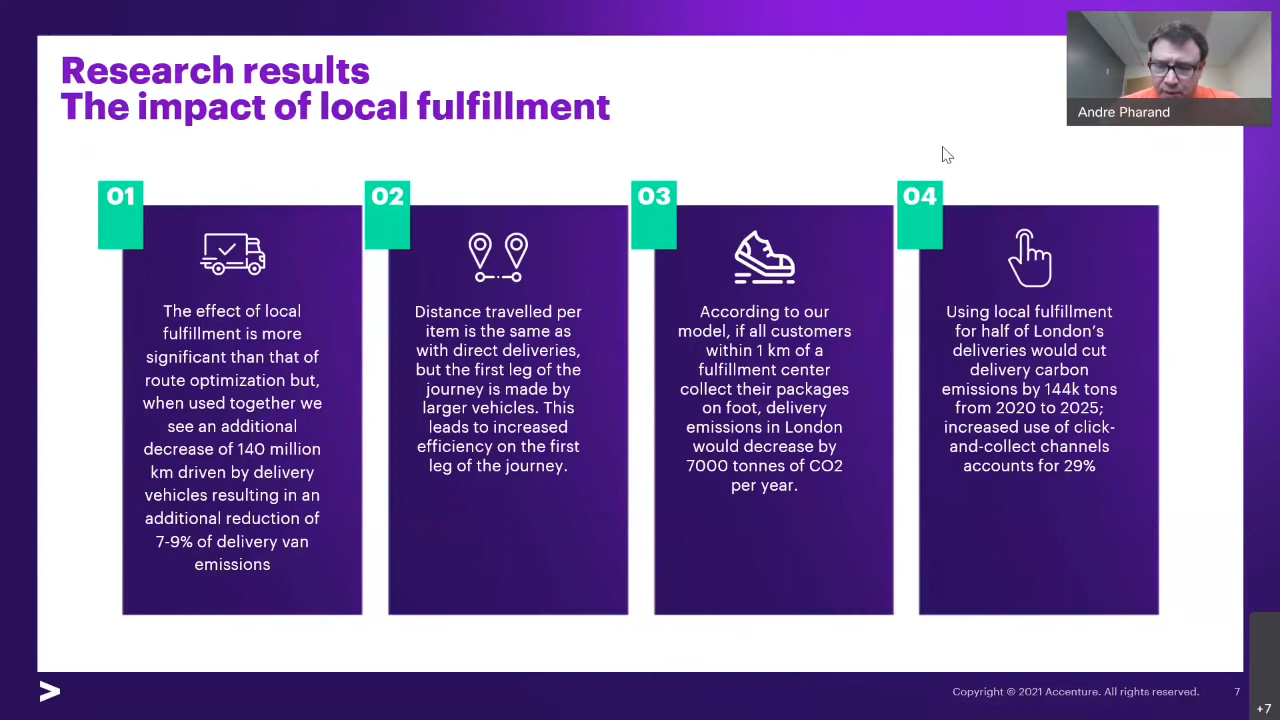 Research results
The impact of local fulfillment
Andre Pharand
01
The effect of local
fulfillment is more
significant than that of
route optimization but,
when used together we
see an additional
decrease of 140 million
km driven by delivery
vehicles resulting in an
additional reduction of
7-9% of delivery van
emissions
02
Distance travelled per
item is the same as
with direct deliveries,
but the first leg of the
journey is made by
larger vehicles. This
leads to increased
efficiency on the first
leg of the journey.
03
According to our
model, if all customers
within 1 km of a
fulfillment center
collect their packages
on foot, delivery
emissions in London
would decrease by
7000 tonnes of CO2
per year.
04
Using local fulfillment
for half of London's
deliveries would cut
delivery carbon
emissions by 144k tons
from 2020 to 2025;
increased use of click-
and-collect channels
accounts for 29%
Copyright © 2021 Accenture. All rights reserved. 7
+7